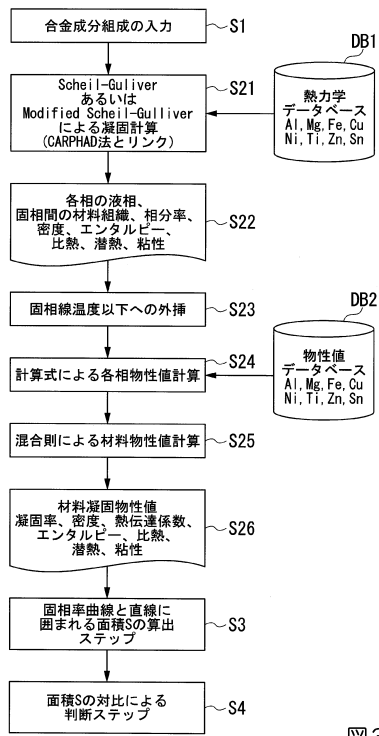 合金成分組成の入力
S1
Scheil-Guliver
あるいは
Modified Scheil-Gulliver
による凝固計算
(CARPHAD法とリンク)
S21
DB1
熱力学
データベース
Al,Mg,Fe,Cu
Ni,Ti,Zn,Sn
各相の液相、
固相間の材料組織、相分率、
密度、エンタルピー、
比熱、潜熱、粘性
S22
固相線温度以下への外挿
S23
DB2
計算式による各相物性値計算
S24
物性値
データベース
Al,Mg,Fe,Cu
Ni,Ti,Zn,Sn
混合則による材料物性値計算
S25
材料凝固物性値
凝固率、密度、熱伝達係数、
エンタルピー、比熱、
潜熱、粘性
S26
固相率曲線と直線に
囲まれる面積Sの算出
ステップ
S3
面積Sの対比による
判断ステップ
S4